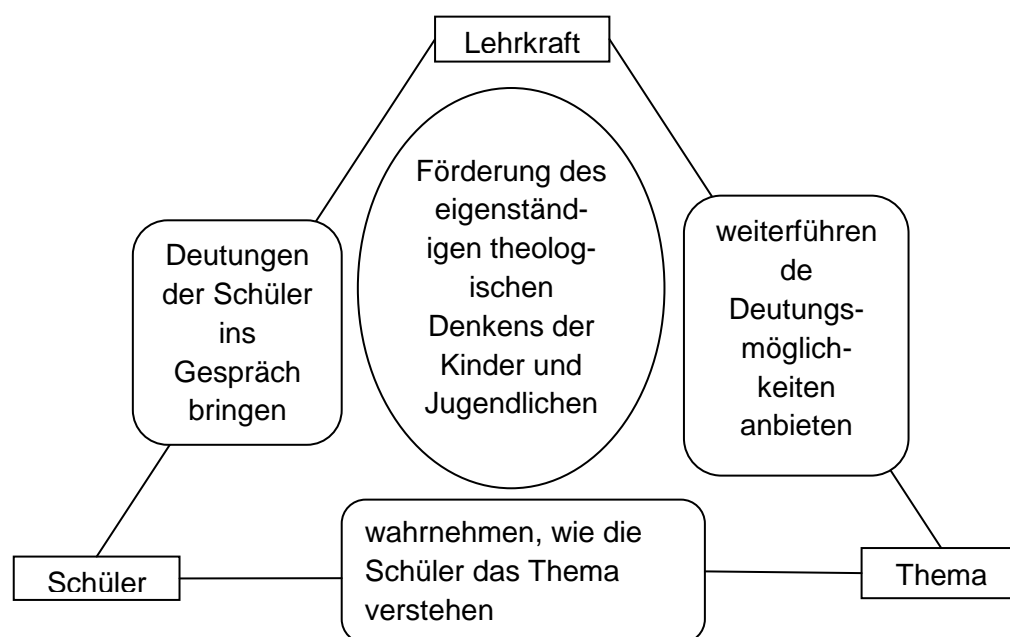 Lehrkraft
Förderung des
eigenständ-
igen theolog-
ischen
Denkens der
Kinder und
Jugendlichen
Deutungen
der Schüler
ins
Gespräch
bringen
weiterführen
de
Deutungs-
möglich-
keiten
anbieten
wahrnehmen, wie die
Schüler das Thema
verstehen
Schüler
Thema